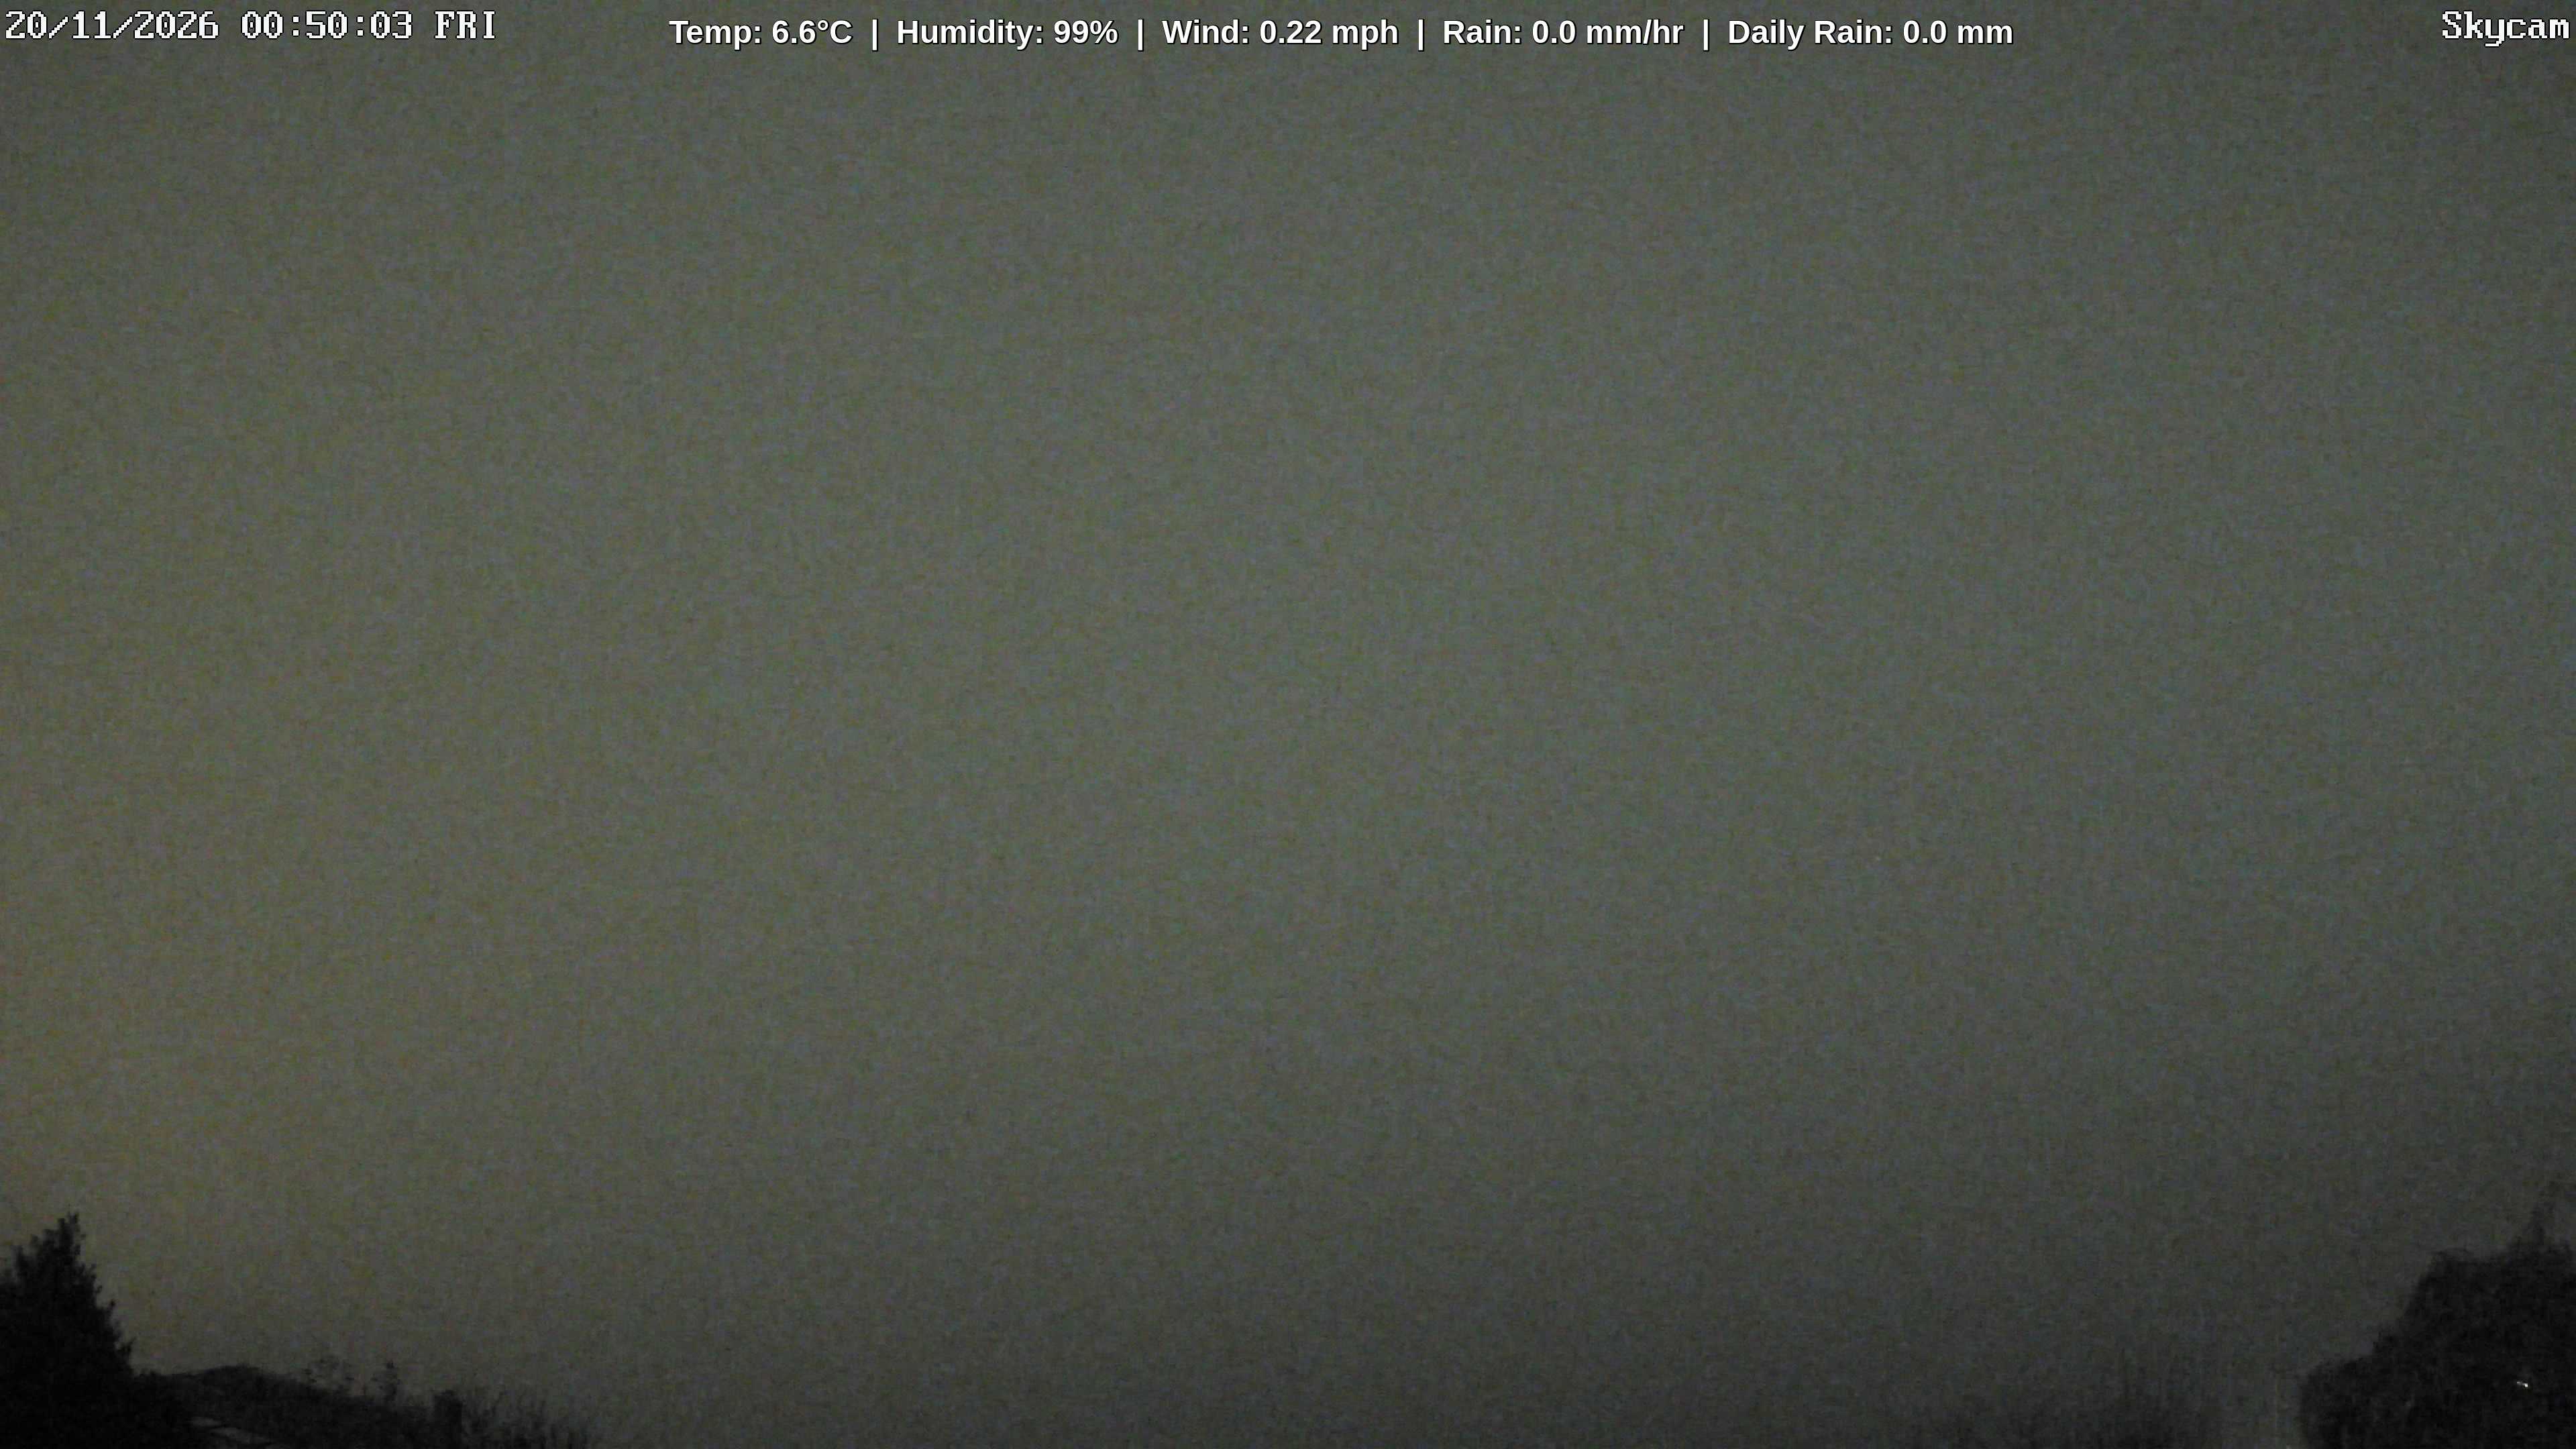 20/11/2026 00:50:03 FRI
Temp: 6.6°C | Humidity: 99% | Wind: 0.22 mph | Rain: 0.0 mm/hr | Daily Rain: 0.0 mm
Skycam